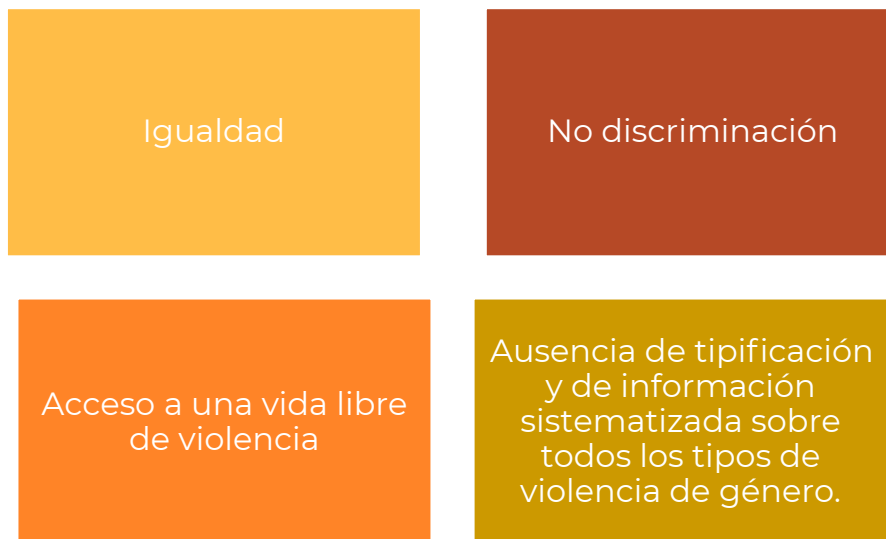 Igualdad
No discriminación
Acceso a una vida libre
de violencia
Ausencia de tipificación
y de información
sistematizada sobre
todos los tipos de
violencia de género.